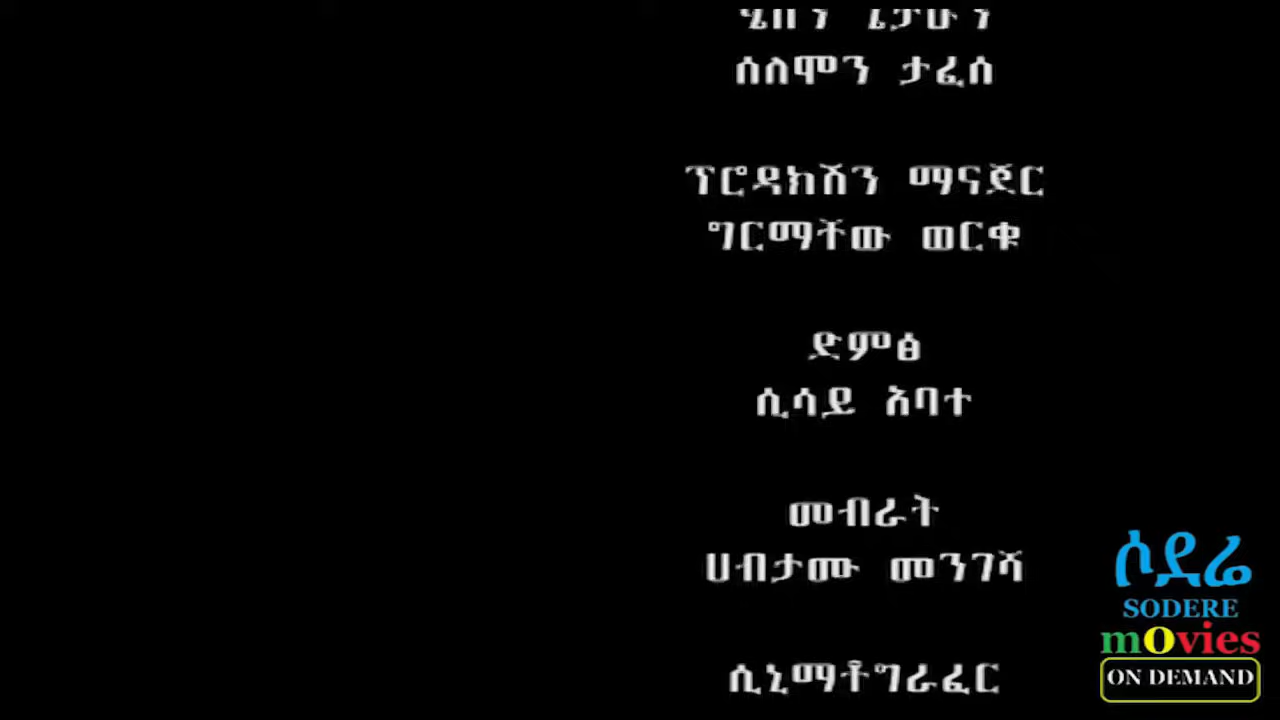 ሰለሞን ታፈሰ
ፕሮዳክሽን ማናጀር
ግርማቸው ወርቁ
ድምፅ
ሲሳይ አባተ
መብራት
ሀብታሙ መንገሻ
ሲኒማቶግራፈር
ሶደሬ
SODERE
mOvies
ON DEMAND